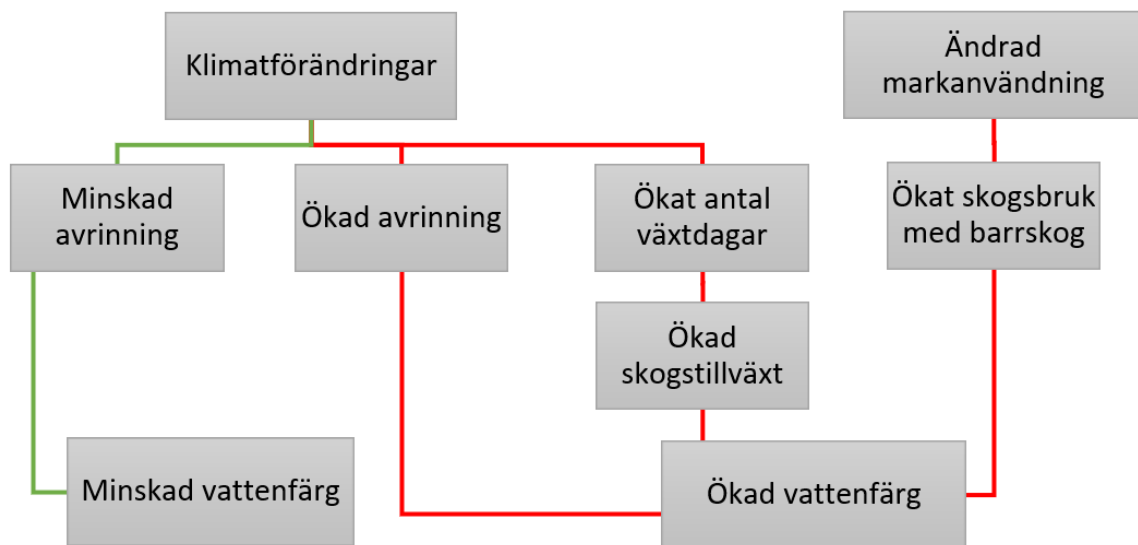 Klimatförändringar
Ändrad
markanvändning
Minskad
avrinning
Ökad avrinning
Ökat antal
växtdagar
Ökat skogsbruk
med barrskog
Ökad
skogstillväxt
Minskad vattenfärg
Ökad vattenfärg